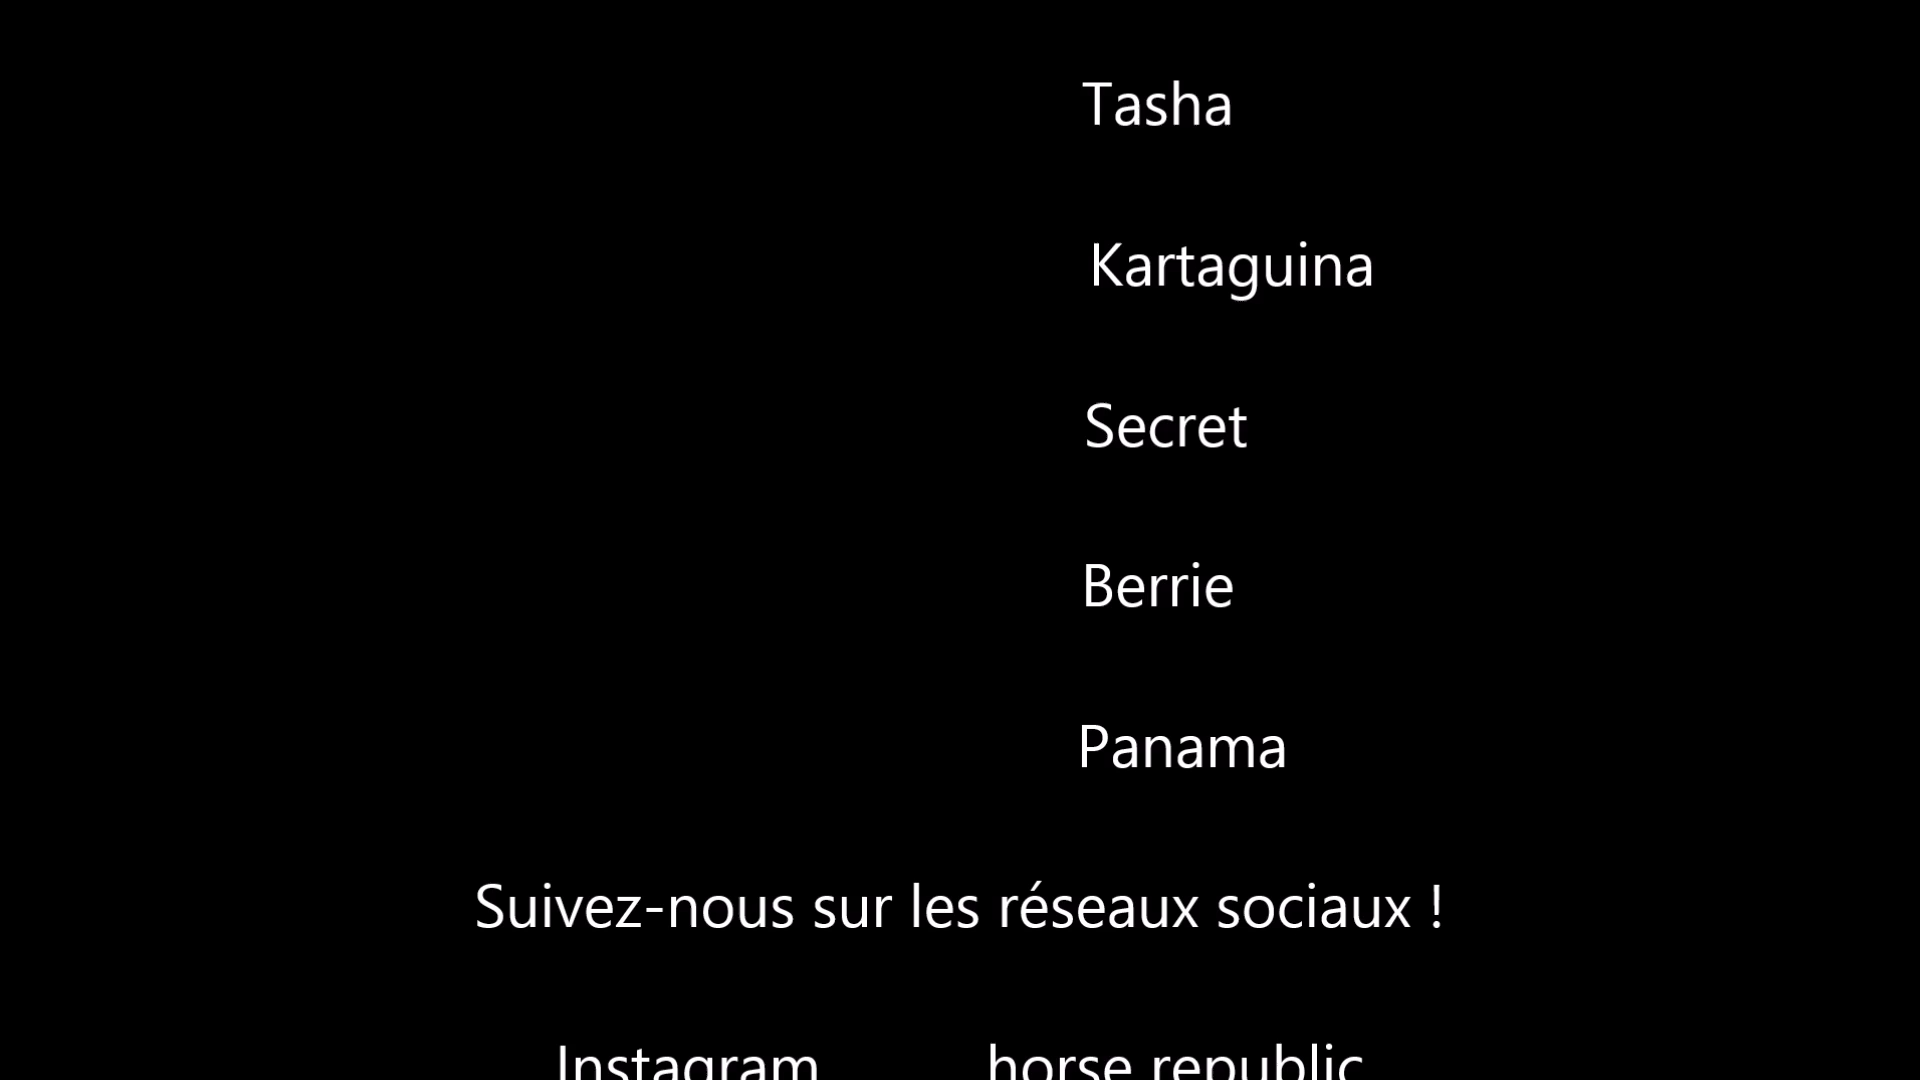 Tasha
Kartaguina
Secret
Berrie
Panama
Suivez-nous sur les réseaux sociaux !
Instagram horse republic